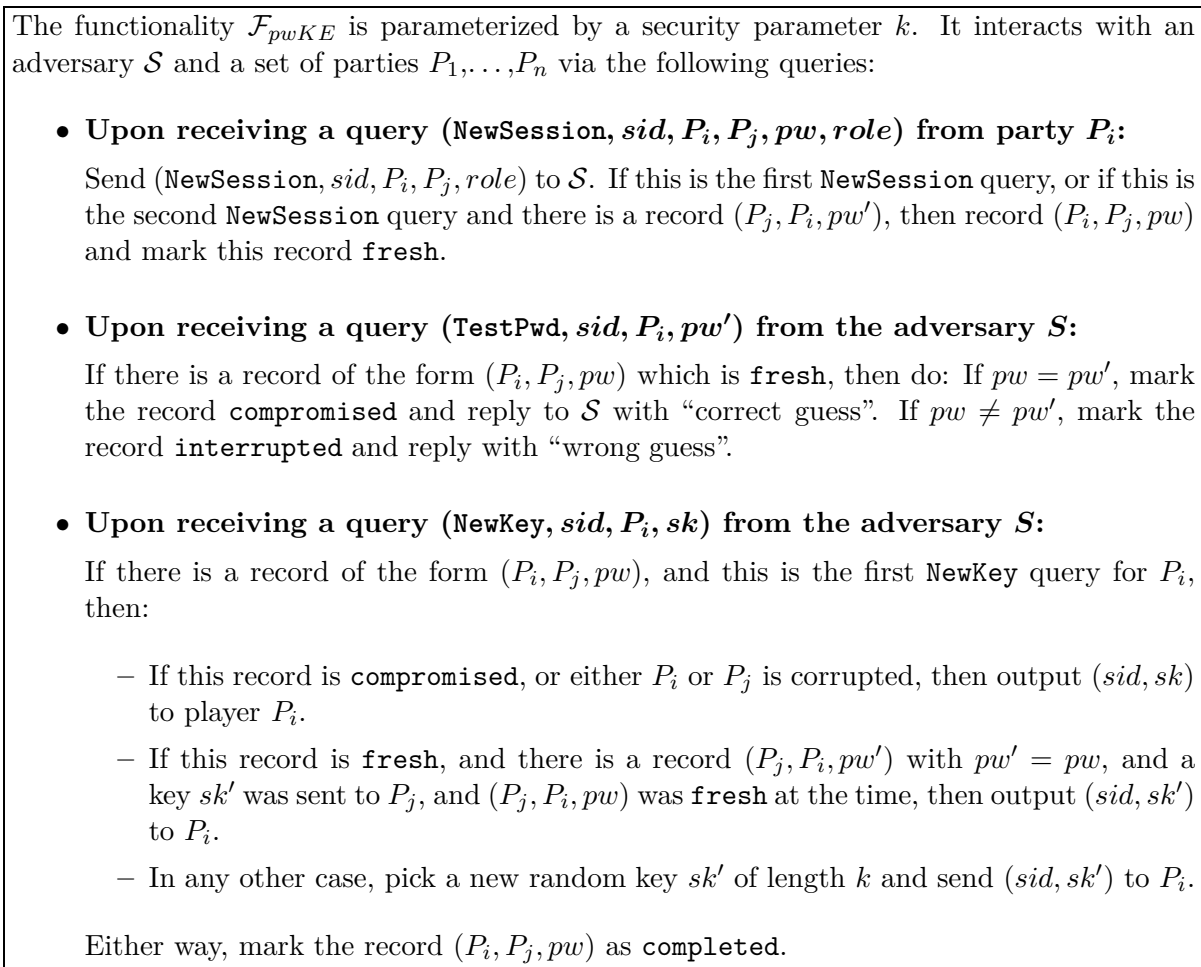 The functionality $\mathcal{F}_{pwKE}$ is parameterized by a security parameter $k$. It interacts with an
adversary $\mathcal{S}$ and a set of parties $P_1$,…,$P_n$ via the following queries:
• Upon receiving a query (NewSession, sid, $P_i$, $P_j$, pw, role) from party $P_i$:
Send (NewSession, sid, $P_i$, $P_j$, role) to $\mathcal{S}$. If this is the first NewSession query, or if this is
the second NewSession query and there is a record ($P_j$, $P_i$, pw′), then record ($P_i$, $P_j$, pw)
and mark this record fresh.
• Upon receiving a query (TestPwd, sid, $P_i$, pw′) from the adversary $S$:
If there is a record of the form ($P_i$, $P_j$, pw) which is fresh, then do: If pw = pw′, mark
the record compromised and reply to $\mathcal{S}$ with “correct guess”. If pw ≠ pw′, mark the
record interrupted and reply with “wrong guess”.
• Upon receiving a query (NewKey, sid, $P_i$, sk) from the adversary $S$:
If there is a record of the form ($P_i$, $P_j$, pw), and this is the first NewKey query for $P_i$,
then:
– If this record is compromised, or either $P_i$ or $P_j$ is corrupted, then output (sid, sk)
to player $P_i$.
– If this record is fresh, and there is a record ($P_j$, $P_i$, pw′) with pw′ = pw, and a
key sk′ was sent to $P_j$, and ($P_j$, $P_i$, pw) was fresh at the time, then output (sid, sk′)
to $P_i$.
– In any other case, pick a new random key sk′ of length $k$ and send (sid, sk′) to $P_i$.
Either way, mark the record ($P_i$, $P_j$, pw) as completed.